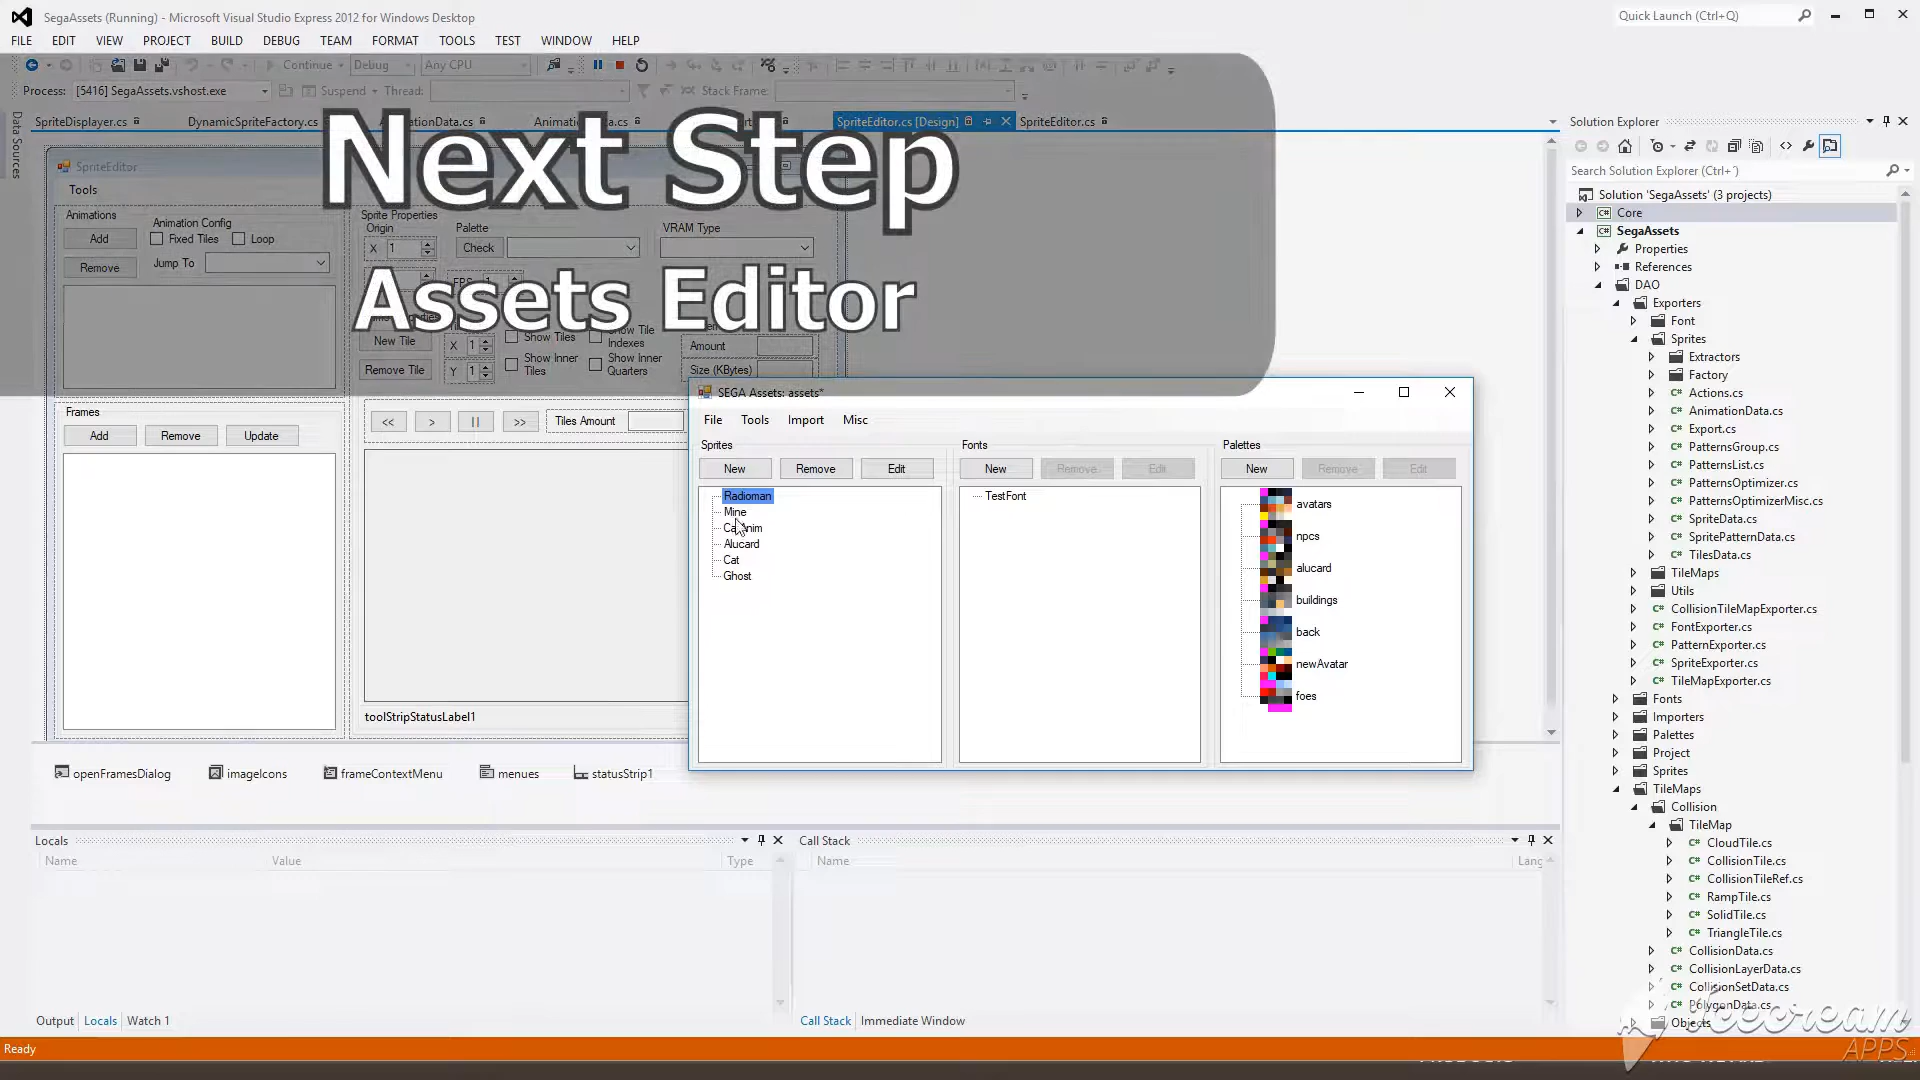 SegaAssets (Running) - Microsoft Visual Studio Express 2012 for Windows Desktop
Quick Launch (Ctrl+Q)
FILE EDIT VIEW PROJECT BUILD DEBUG TEAM FORMAT TOOLS TEST WINDOW HELP
Continue Debug Any CPU
Process: [5416] SegaAssets.vshost.exe Suspend Thread: Stack Frame:
Data Sources
SpriteDisplayer.cs DynamicSpriteFactory.cs SpriteEditor.cs [Design] SpriteEditor.cs
Next Step
Assets Editor
SpriteEditor
Tools
Animations
Add
Remove
Animation Config
Fixed Tiles Loop
Jump To
Sprite Properties
Origin
X 1
Palette
Check
VRAM Type
New Tile
Remove Tile
X 1
Y 1
Show Tiles
Show Inner Tiles
Show Tile Indexes
Show Inner Quarters
Amount
Size (KBytes)
Frames
Add Remove Update
<< > || >> Tiles Amount
toolStripStatusLabel1
openFramesDialog imageIcons frameContextMenu menues statusStrip1
SEGA Assets: assets*
File Tools Import Misc
Sprites
New Remove Edit
Radioman
Mine
Alucard
Cat
Ghost
Fonts
New Remove Edit
TestFont
Palettes
New Remove Edit
avatars
npcs
alucard
buildings
back
newAvatar
foes
Locals
Name Value Type
Call Stack
Name Lang
Output Locals Watch 1
Call Stack Immediate Window
Ready
Solution Explorer
Search Solution Explorer (Ctrl+¨)
Solution 'SegaAssets' (3 projects)
Core
SegaAssets
Properties
References
DAO
Exporters
Font
Sprites
Extractors
Factory
Actions.cs
AnimationData.cs
Export.cs
PatternsGroup.cs
PatternsList.cs
PatternsOptimizer.cs
PatternsOptimizerMisc.cs
SpriteData.cs
SpritePatternData.cs
TilesData.cs
TileMaps
Utils
CollisionTileMapExporter.cs
FontExporter.cs
PatternExporter.cs
SpriteExporter.cs
TileMapExporter.cs
Fonts
Importers
Palettes
Project
Sprites
TileMaps
Collision
TileMap
CloudTile.cs
CollisionTile.cs
CollisionTileRef.cs
RampTile.cs
SolidTile.cs
TriangleTile.cs
CollisionData.cs
CollisionLayerData.cs
CollisionSetData.cs
PolygonData.cs
Objects
Icecream
APPS